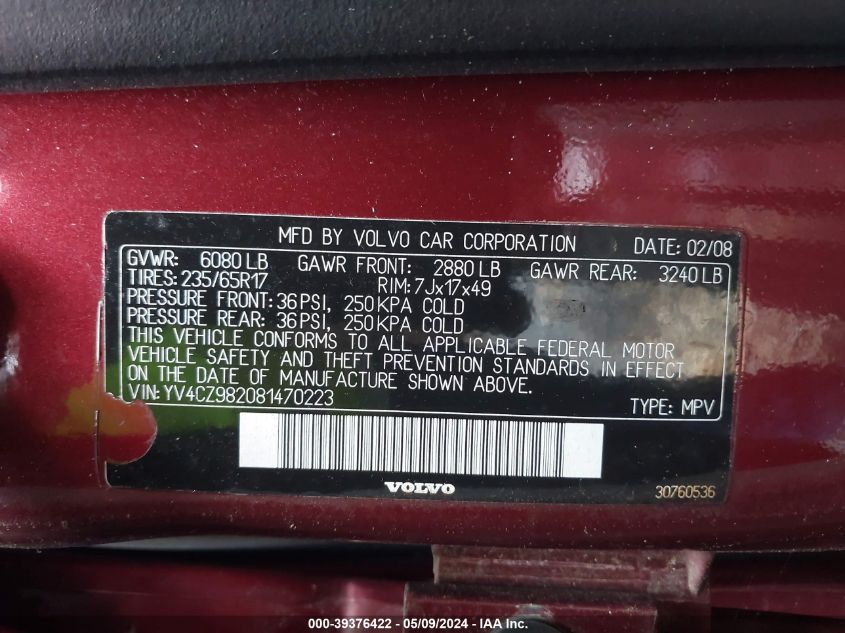 MFD BY VOLVO CAR CORPORATION DATE: 02/08
GVWR: 6080 LB GAWR FRONT: 2880 LB GAWR REAR: 3240 LB
TIRES: 235/65R17 RIM: 7Jx17x49
PRESSURE FRONT: 36 PSI, 250 KPA COLD
PRESSURE REAR: 36 PSI, 250 KPA COLD
THIS VEHICLE CONFORMS TO ALL APPLICABLE FEDERAL MOTOR
VEHICLE SAFETY AND THEFT PREVENTION STANDARDS IN EFFECT
ON THE DATE OF MANUFACTURE SHOWN ABOVE.
VIN: YV4CZ982081470223 TYPE: MPV
VOLVO 30760536
000-39376422 - 05/09/2024 - IAA Inc.